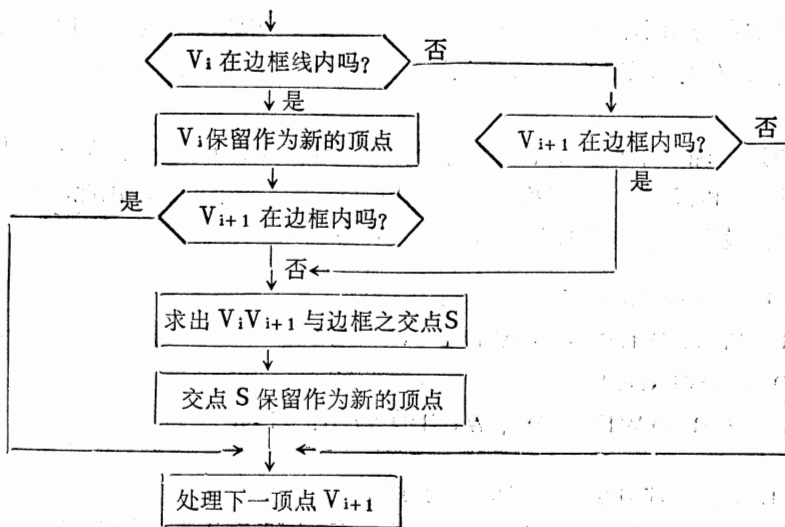 Vi 在边框线内吗?
否
是
Vi保留作为新的顶点
Vi+1 在边框内吗?
否
是
是
Vi+1 在边框内吗?
否
求出 ViVi+1 与边框之交点S
交点 S 保留作为新的顶点
处理下一顶点 Vi+1